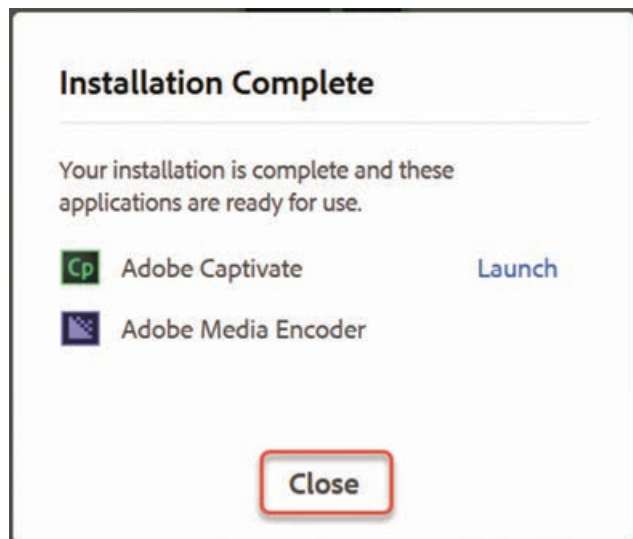 Installation Complete
Your installation is complete and these
applications are ready for use.
Cp Adobe Captivate Launch
Adobe Media Encoder
Close